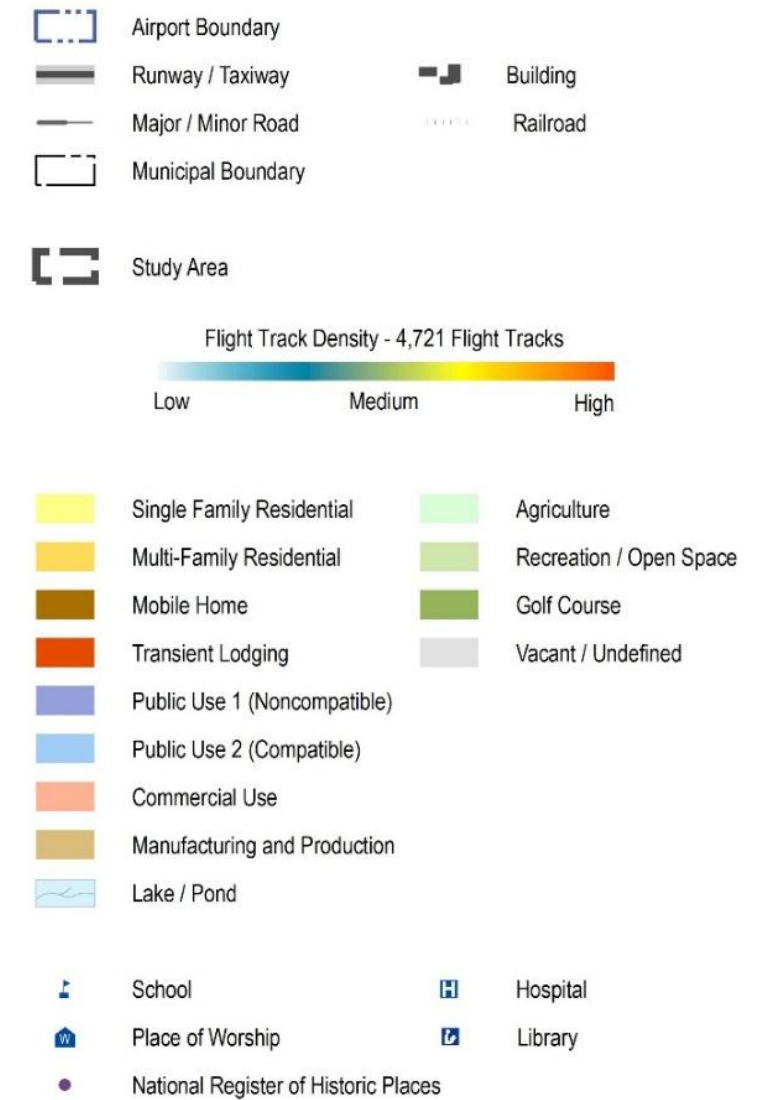 Airport Boundary
Runway / Taxiway
Building
Major / Minor Road
Railroad
Municipal Boundary
Study Area
Flight Track Density - 4,721 Flight Tracks
Low Medium High
Single Family Residential
Agriculture
Multi-Family Residential
Recreation / Open Space
Mobile Home
Golf Course
Transient Lodging
Vacant / Undefined
Public Use 1 (Noncompatible)
Public Use 2 (Compatible)
Commercial Use
Manufacturing and Production
Lake / Pond
School
H Hospital
W Place of Worship
Library
National Register of Historic Places